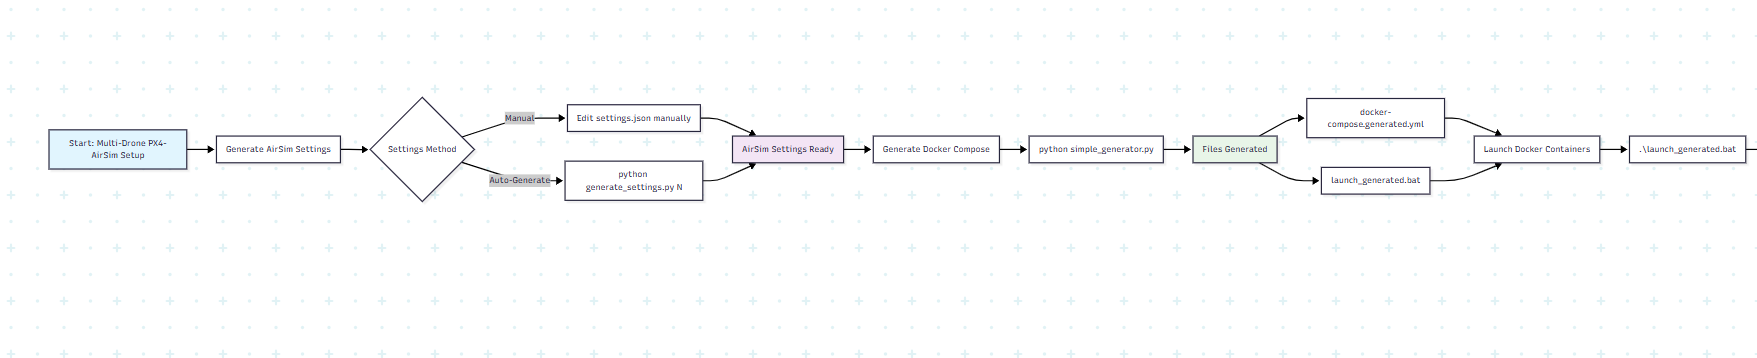 Start: Multi-Drone PX4-
AirSim Setup
Generate AirSim Settings
Settings Method
Manual
Auto-Generate
Edit settings.json manually
python
generate_settings.py N
AirSim Settings Ready
Generate Docker Compose
python simple_generator.py
Files Generated
docker-
compose.generated.yml
launch_generated.bat
Launch Docker Containers
.\launch_generated.bat